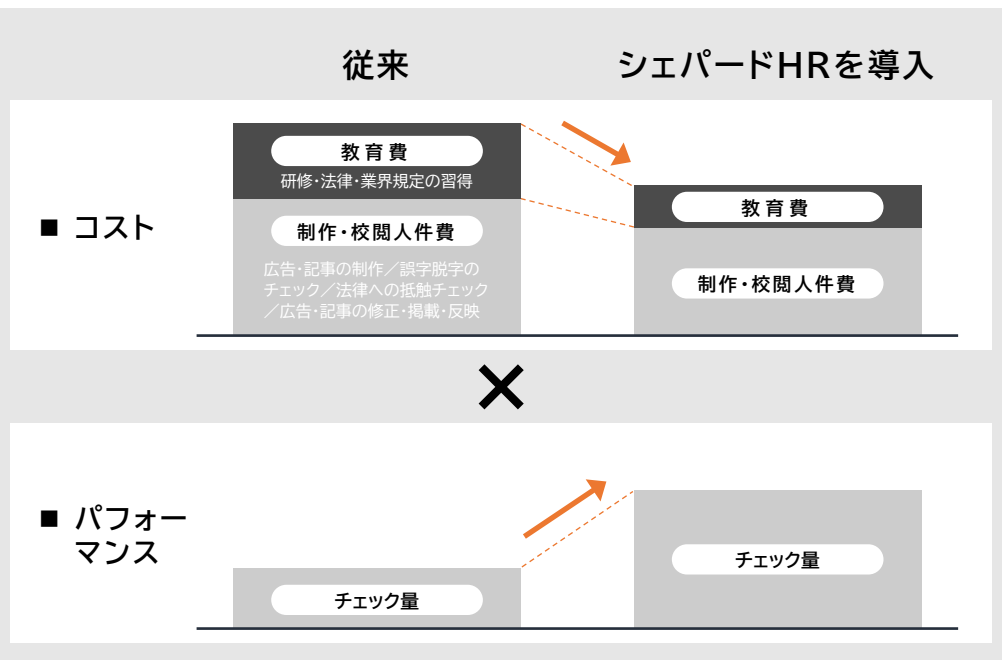 従来
シェパードHRを導入
■ コスト
教育費
研修・法律・業界規定の習得
制作・校閲人件費
広告・記事の制作／誤字脱字の
チェック／法律への抵触チェック
／広告・記事の修正・掲載・反映
教育費
制作・校閲人件費
■ パフォー
マンス
チェック量
チェック量